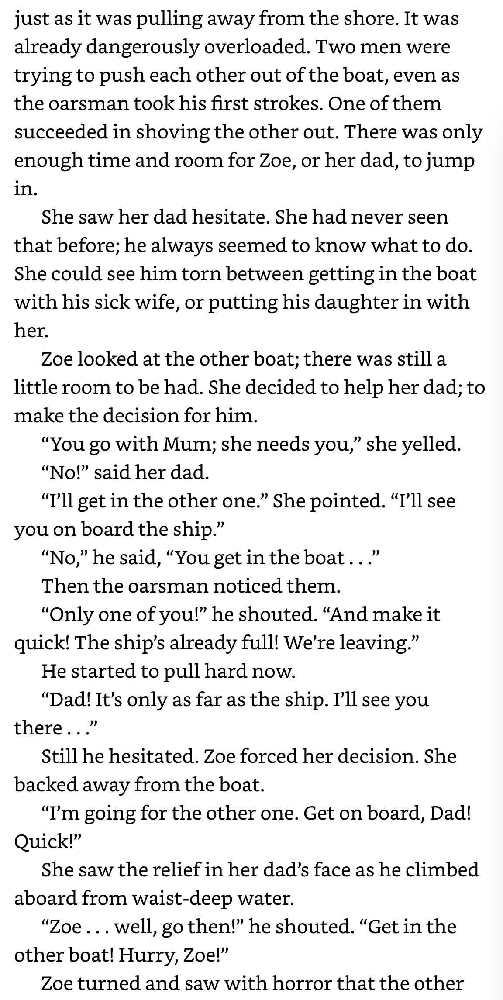 just as it was pulling away from the shore. It was
already dangerously overloaded. Two men were
trying to push each other out of the boat, even as
the oarsman took his first strokes. One of them
succeeded in shoving the other out. There was only
enough time and room for Zoe, or her dad, to jump
in.
She saw her dad hesitate. She had never seen
that before; he always seemed to know what to do.
She could see him torn between getting in the boat
with his sick wife, or putting his daughter in with
her.
Zoe looked at the other boat; there was still a
little room to be had. She decided to help her dad; to
make the decision for him.
“You go with Mum; she needs you,” she yelled.
“No!” said her dad.
“I’ll get in the other one.” She pointed. “I’ll see
you on board the ship.”
“No,” he said, “You get in the boat . . .”
Then the oarsman noticed them.
“Only one of you!” he shouted. “And make it
quick! The ship’s already full! We’re leaving.”
He started to pull hard now.
“Dad! It’s only as far as the ship. I’ll see you
there . . .”
Still he hesitated. Zoe forced her decision. She
backed away from the boat.
“I’m going for the other one. Get on board, Dad!
Quick!”
She saw the relief in her dad’s face as he climbed
aboard from waist-deep water.
“Zoe . . . well, go then!” he shouted. “Get in the
other boat! Hurry, Zoe!”
Zoe turned and saw with horror that the other